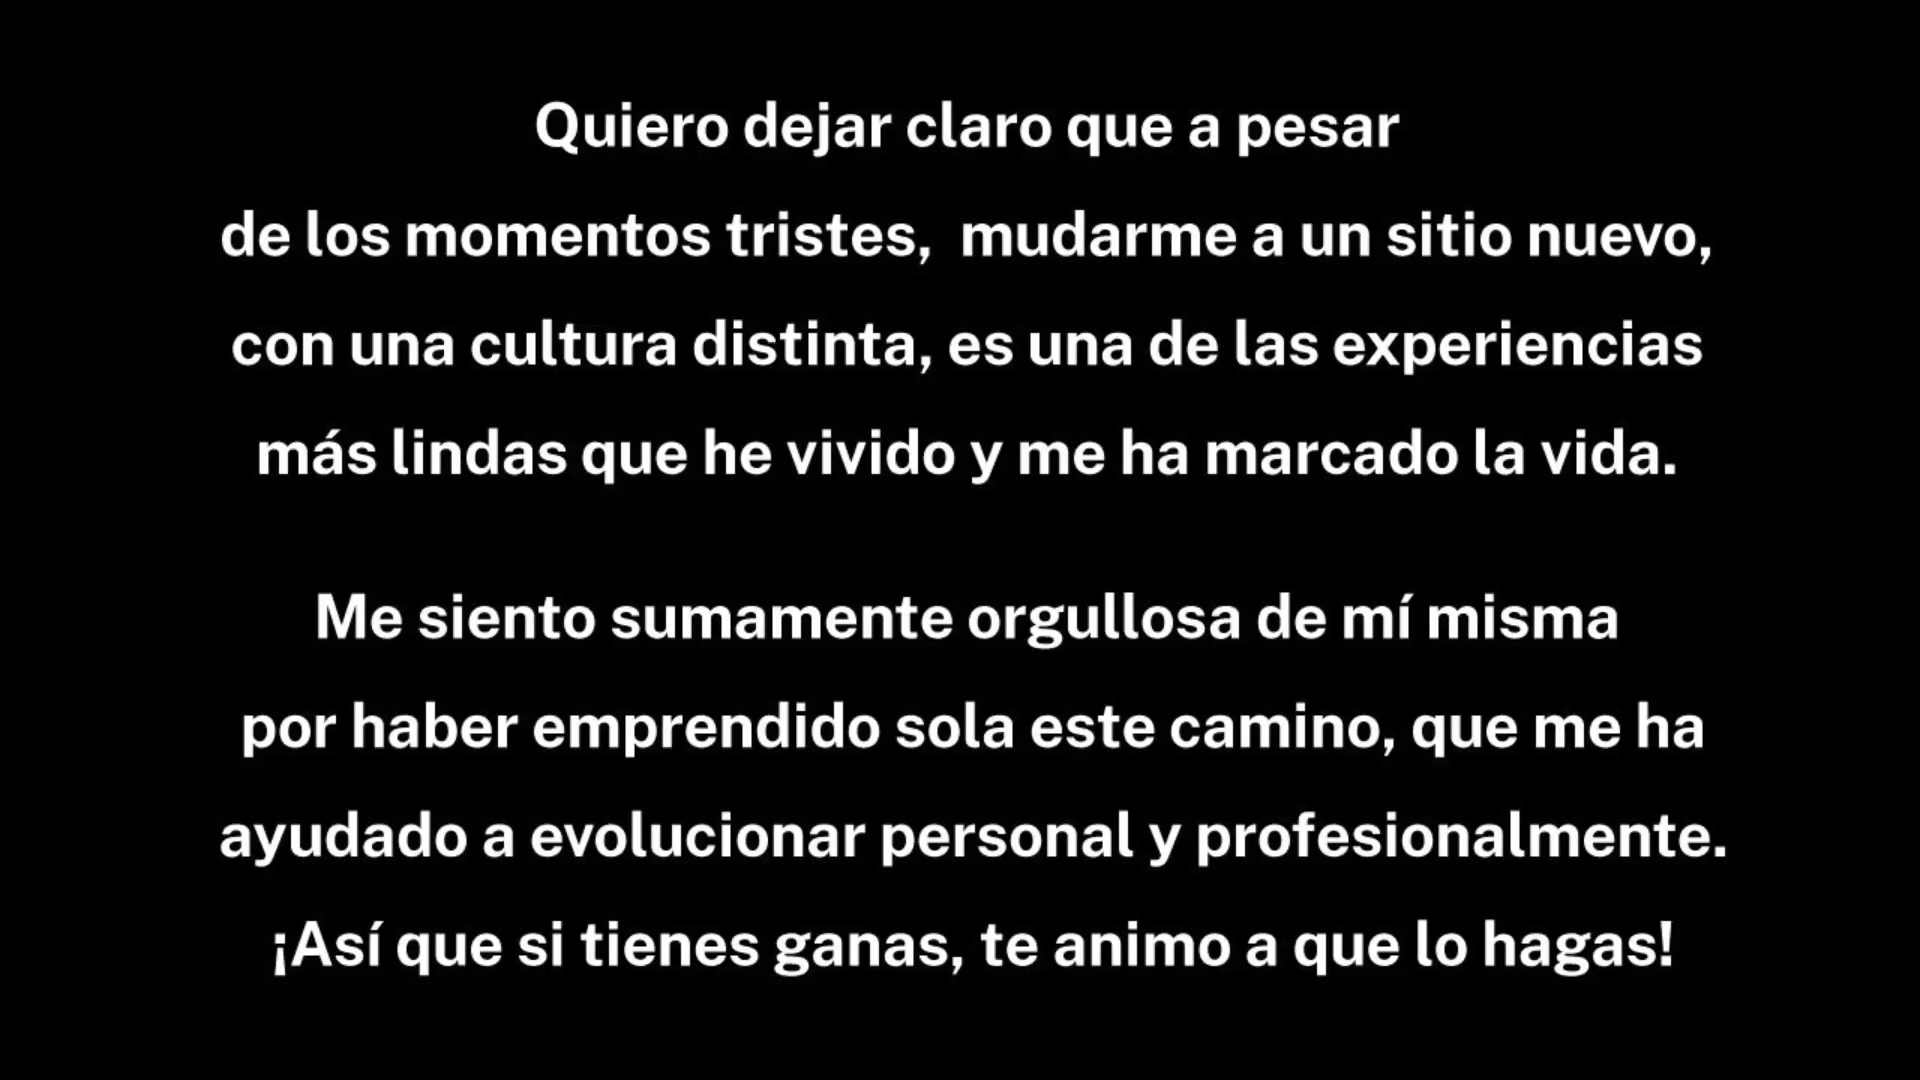 Quiero dejar claro que a pesar
de los momentos tristes,  mudarme a un sitio nuevo,
con una cultura distinta, es una de las experiencias
más lindas que he vivido y me ha marcado la vida.
Me siento sumamente orgullosa de mí misma
por haber emprendido sola este camino, que me ha
ayudado a evolucionar personal y profesionalmente.
¡Así que si tienes ganas, te animo a que lo hagas!